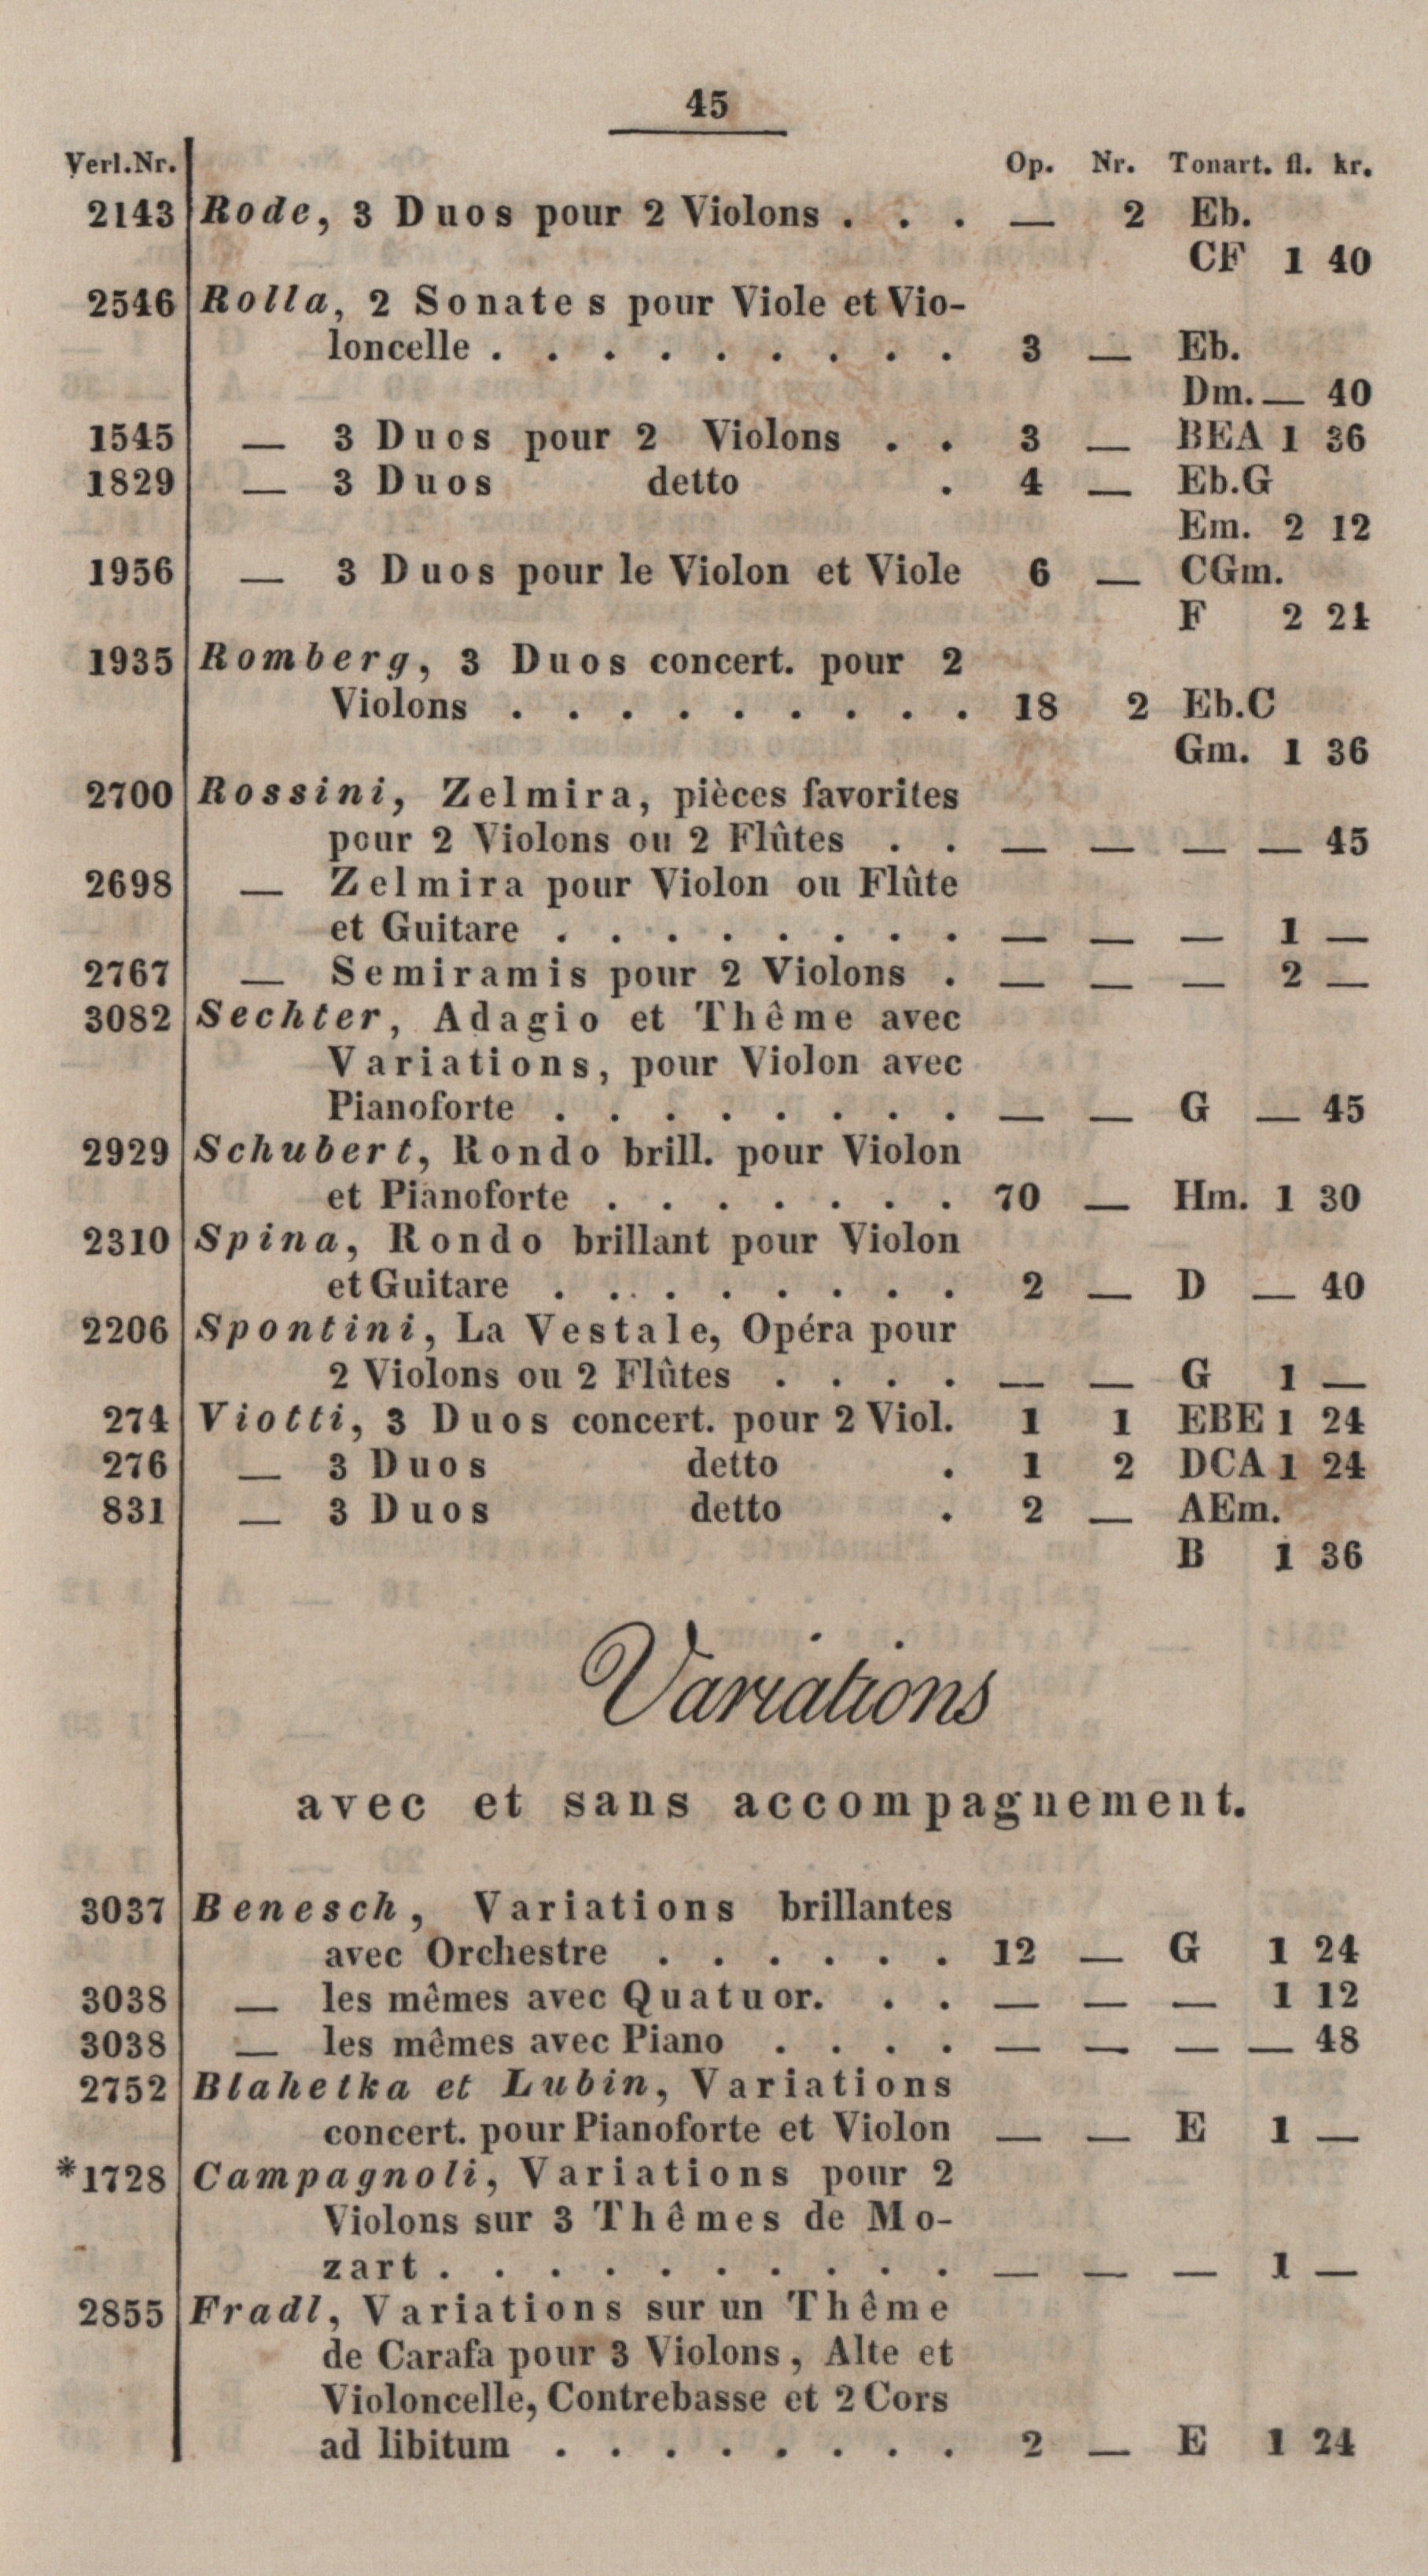 45
Verl.Nr. Op. Nr. Tonart. fl. kr.
2143 Rode, 3 Duos pour 2 Violons . . . — 2 Eb.
CF 1 40
2546 Rolla, 2 Sonates pour Viole et Vio-
loncelle . . . . . . . . . 3 — Eb.
Dm. — 40
1545 — 3 Duos pour 2 Violons . . 3 — BEA 1 36
1829 — 3 Duos detto . 4 — Eb.G
Em. 2 12
1956 — 3 Duos pour le Violon et Viole 6 — CGm.
F 2 24
1935 Romberg, 3 Duos concert. pour 2
Violons . . . . . . . . . 18 2 Eb.C
Gm. 1 36
2700 Rossini, Zelmira, pièces favorites
pour 2 Violons ou 2 Flûtes . . — — — — 45
2698 — Zelmira pour Violon ou Flûte
et Guitare . . . . . . . . — — — 1 —
2767 — Semiramis pour 2 Violons . — — — 2 —
3082 Sechter, Adagio et Thême avec
Variations, pour Violon avec
Pianoforte . . . . . . . . — — G — 45
2929 Schubert, Rondo brill. pour Violon
et Pianoforte . . . . . . . 70 — Hm. 1 30
2310 Spina, Rondo brillant pour Violon
et Guitare . . . . . . . . 2 — D — 40
2206 Spontini, La Vestale, Opéra pour
2 Violons ou 2 Flûtes . . . . — — G 1 —
274 Viotti, 3 Duos concert. pour 2 Viol. 1 1 EBE 1 24
276 — 3 Duos detto . 1 2 DCA 1 24
831 — 3 Duos detto . 2 — AEm.
B 1 36
Variations
avec et sans accompagnement.
3037 Benesch, Variations brillantes
avec Orchestre . . . . . . 12 — G 1 24
3038 — les mêmes avec Quatuor. . . — — — 1 12
3038 — les mêmes avec Piano . . . . — — — — 48
2752 Blahetka et Lubin, Variations
concert. pour Pianoforte et Violon — — E 1 —
*1728 Campagnoli, Variations pour 2
Violons sur 3 Thêmes de Mo-
zart . . . . . . . . . . — — — 1 —
2855 Fradl, Variations sur un Thême
de Carafa pour 3 Violons, Alte et
Violoncelle, Contrebasse et 2 Cors
ad libitum . . . . . . . . 2 — E 1 24